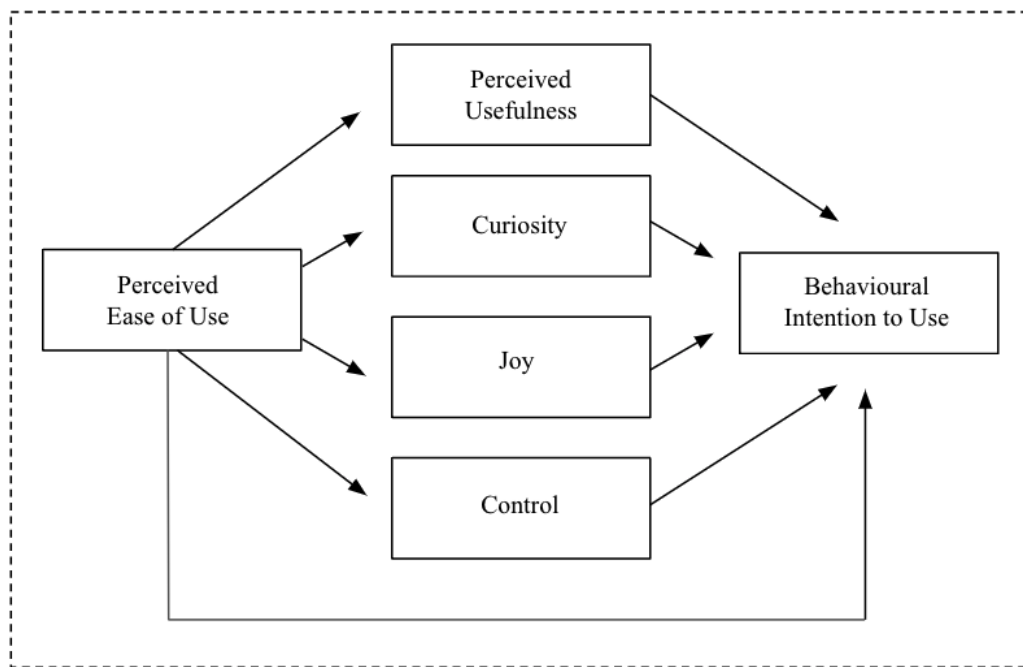 Perceived
Usefulness
Curiosity
Perceived
Ease of Use
Behavioural
Intention to Use
Joy
Control